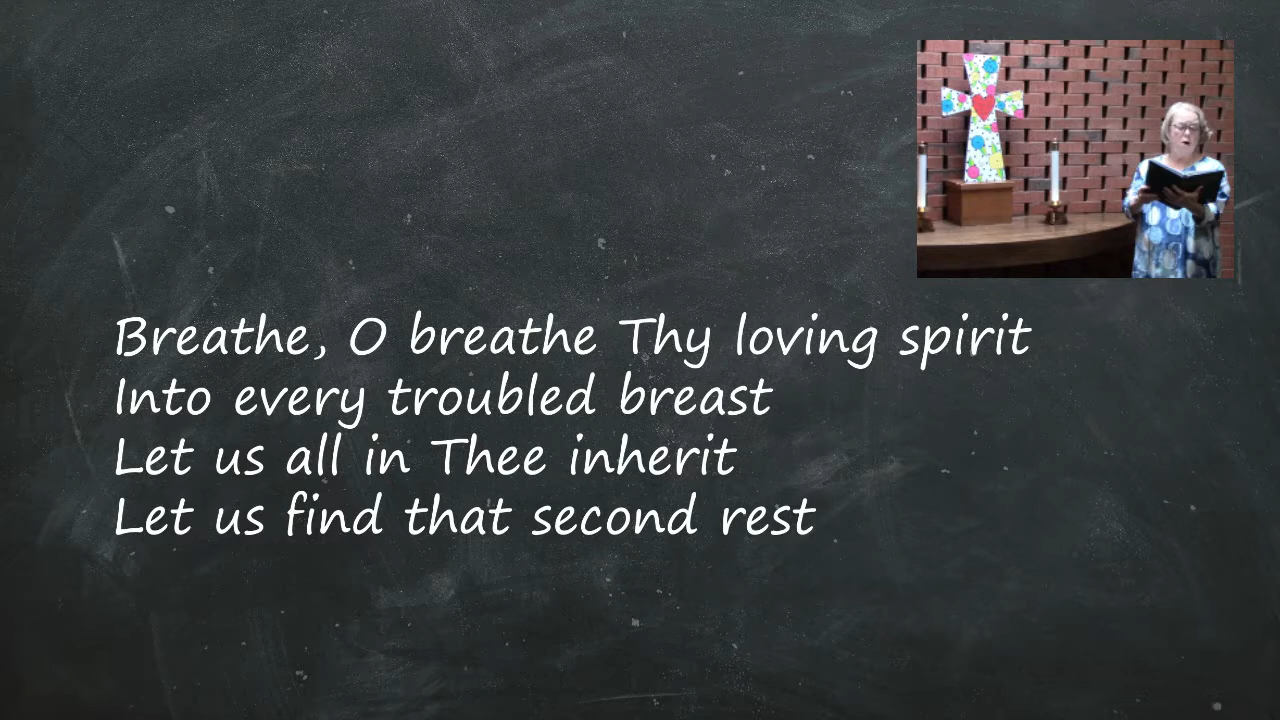 Breathe, O breathe Thy loving spirit
Into every troubled breast
Let us all in Thee inherit
Let us find that second rest